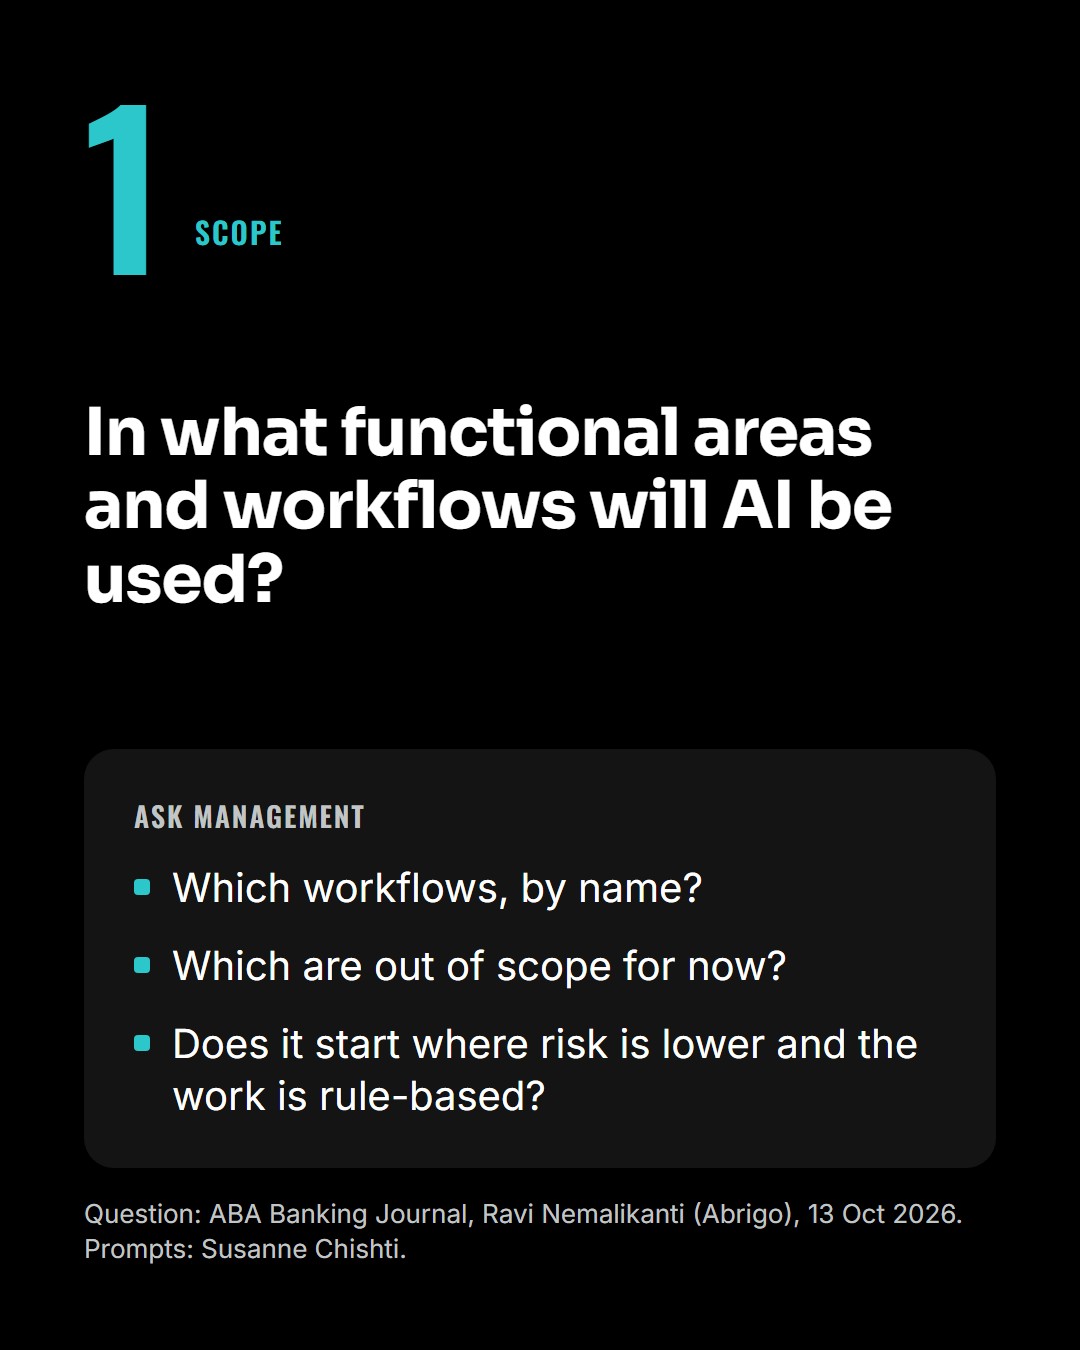 1
SCOPE
In what functional areas
and workflows will AI be
used?
ASK MANAGEMENT
Which workflows, by name?
Which are out of scope for now?
Does it start where risk is lower and the
work is rule-based?
Question: ABA Banking Journal, Ravi Nemalikanti (Abrigo), 13 Oct 2026.
Prompts: Susanne Chishti.